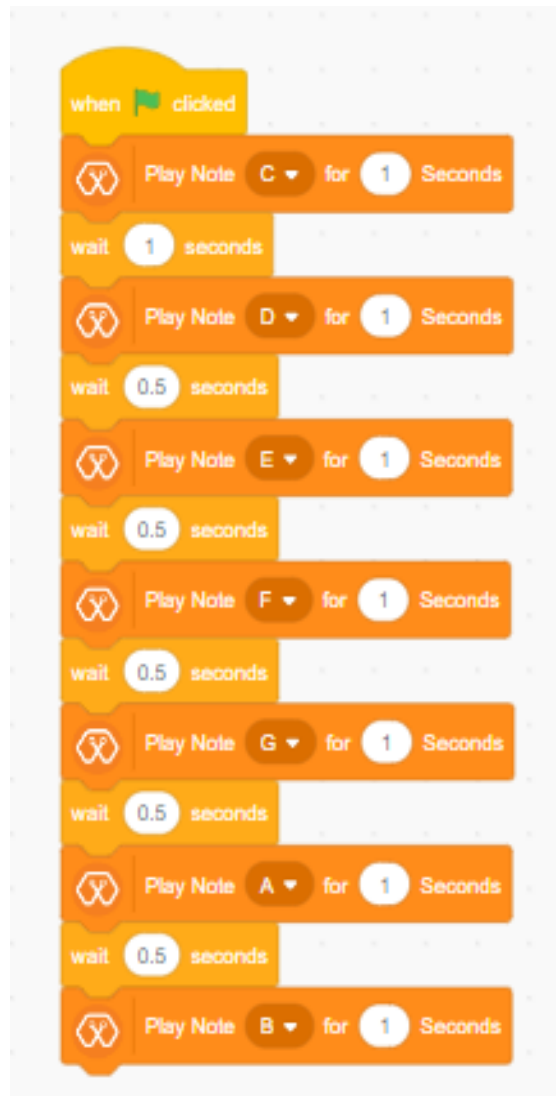 when clicked
Play Note C for 1 Seconds
wait 1 seconds
Play Note D for 1 Seconds
wait 0.5 seconds
Play Note E for 1 Seconds
wait 0.5 seconds
Play Note F for 1 Seconds
wait 0.5 seconds
Play Note G for 1 Seconds
wait 0.5 seconds
Play Note A for 1 Seconds
wait 0.5 seconds
Play Note B for 1 Seconds